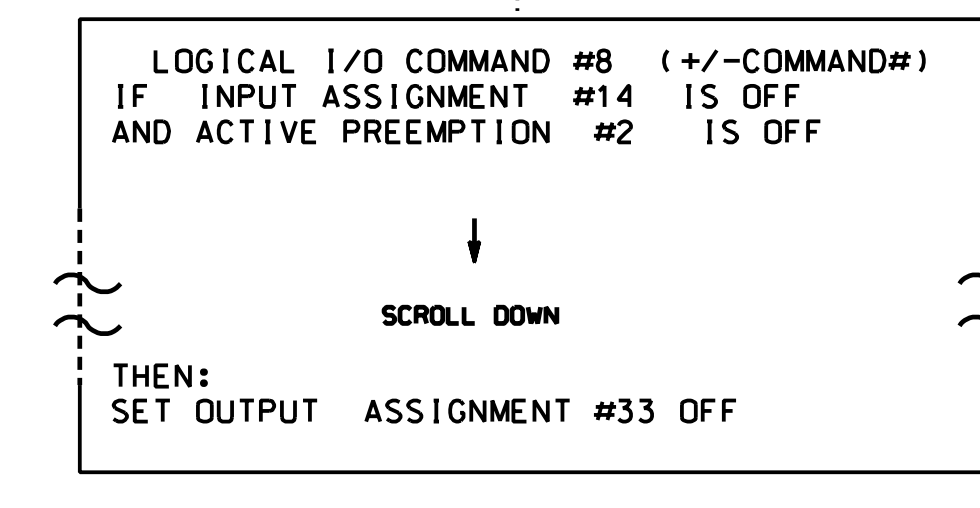 LOGICAL I/O COMMAND #8 (+/-COMMAND#)
IF INPUT ASSIGNMENT #14 IS OFF
AND ACTIVE PREEMPTION #2 IS OFF
SCROLL DOWN
THEN:
SET OUTPUT ASSIGNMENT #33 OFF